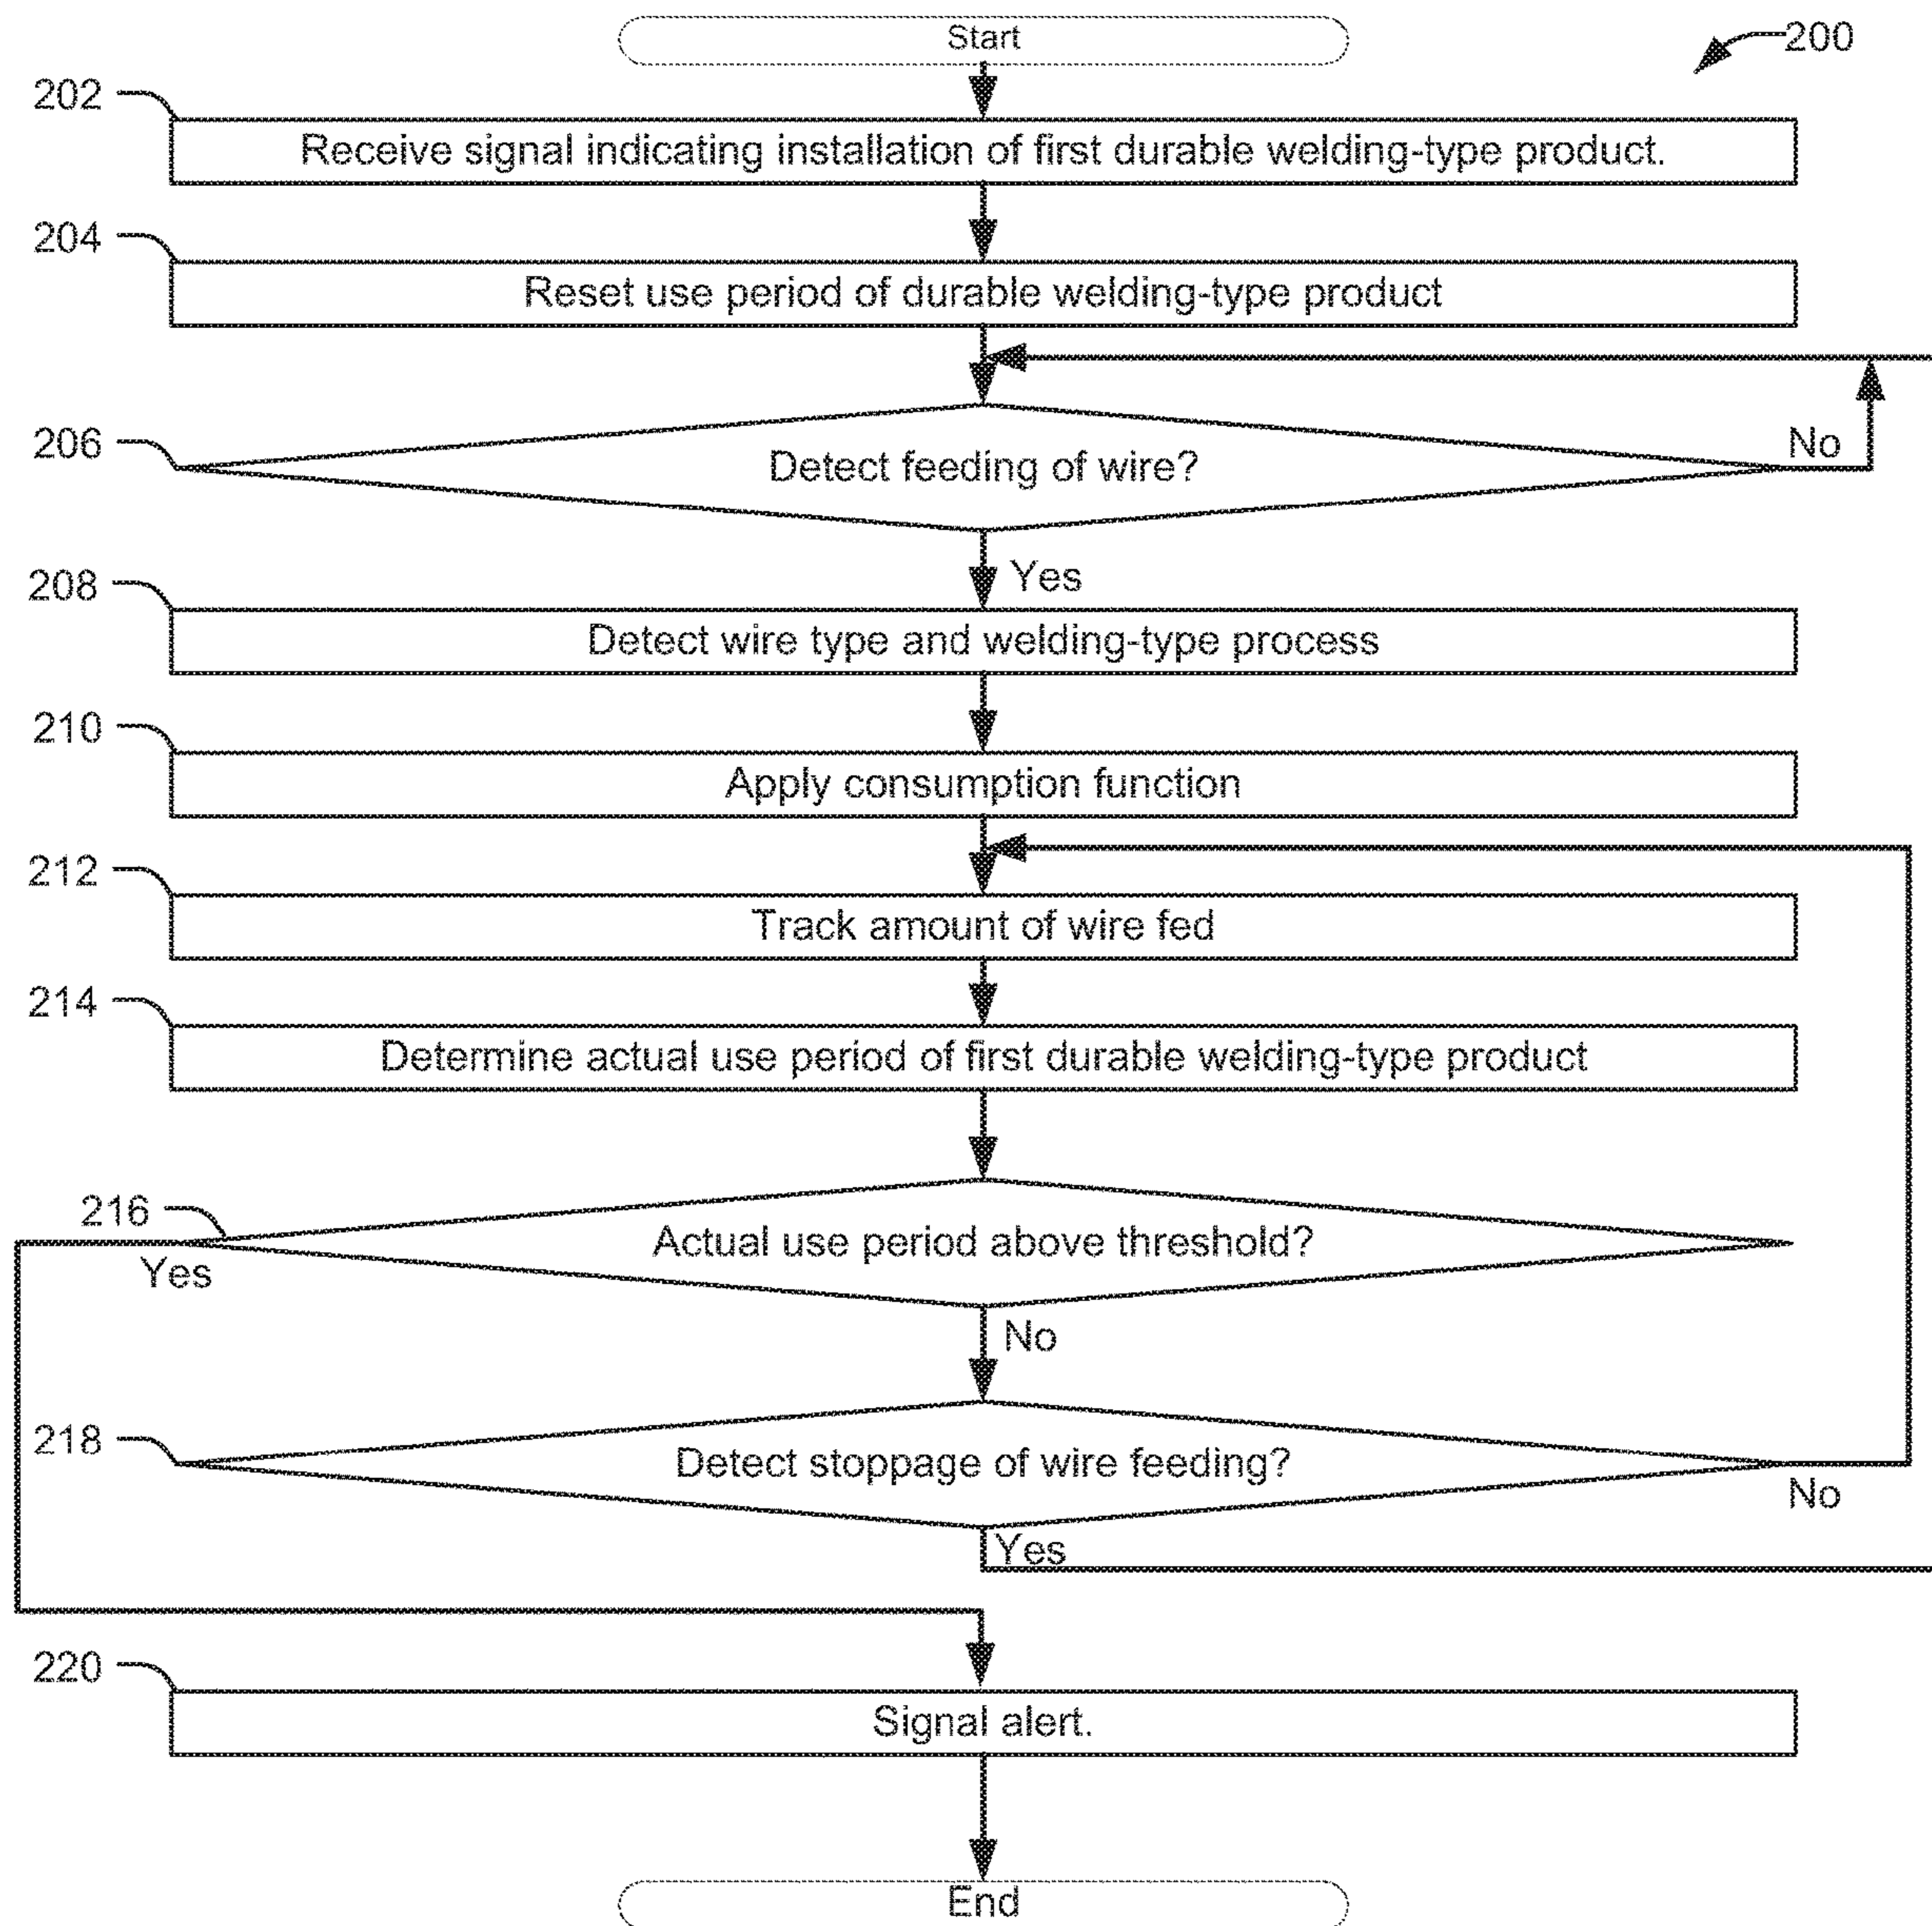 Start
200
202
Receive signal indicating installation of first durable welding-type product.
204
Reset use period of durable welding-type product
206
Detect feeding of wire?
No
Yes
208
Detect wire type and welding-type process
210
Apply consumption function
212
Track amount of wire fed
214
Determine actual use period of first durable welding-type product
216
Actual use period above threshold?
Yes
No
218
Detect stoppage of wire feeding?
No
Yes
220
Signal alert.
End